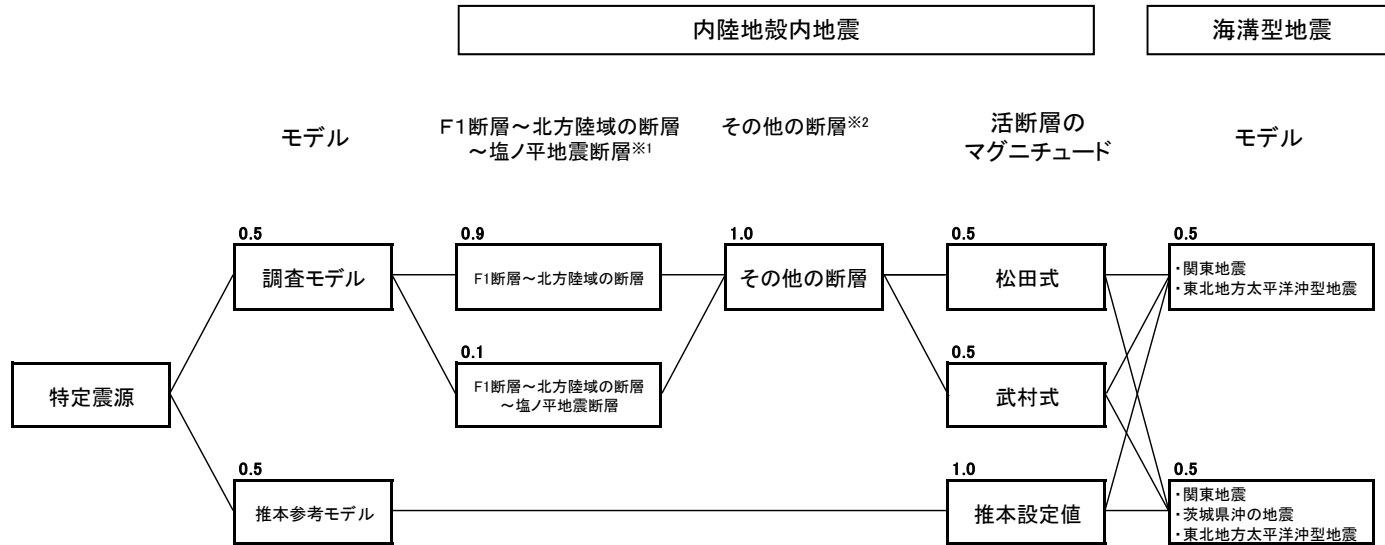 内陸地殻内地震
海溝型地震
モデル
F1断層～北方陸域の断層
～塩ノ平地震断層※1
その他の断層※2
活断層の
マグニチュード
モデル
0.5
調査モデル
0.9
F1断層～北方陸域の断層
1.0
その他の断層
0.5
松田式
0.5
・関東地震
・東北地方太平洋沖型地震
特定震源
0.1
F1断層～北方陸域の断層
～塩ノ平地震断層
0.5
武村式
0.5
推本参考モデル
1.0
推本設定値
0.5
・関東地震
・茨城県沖の地震
・東北地方太平洋沖型地震